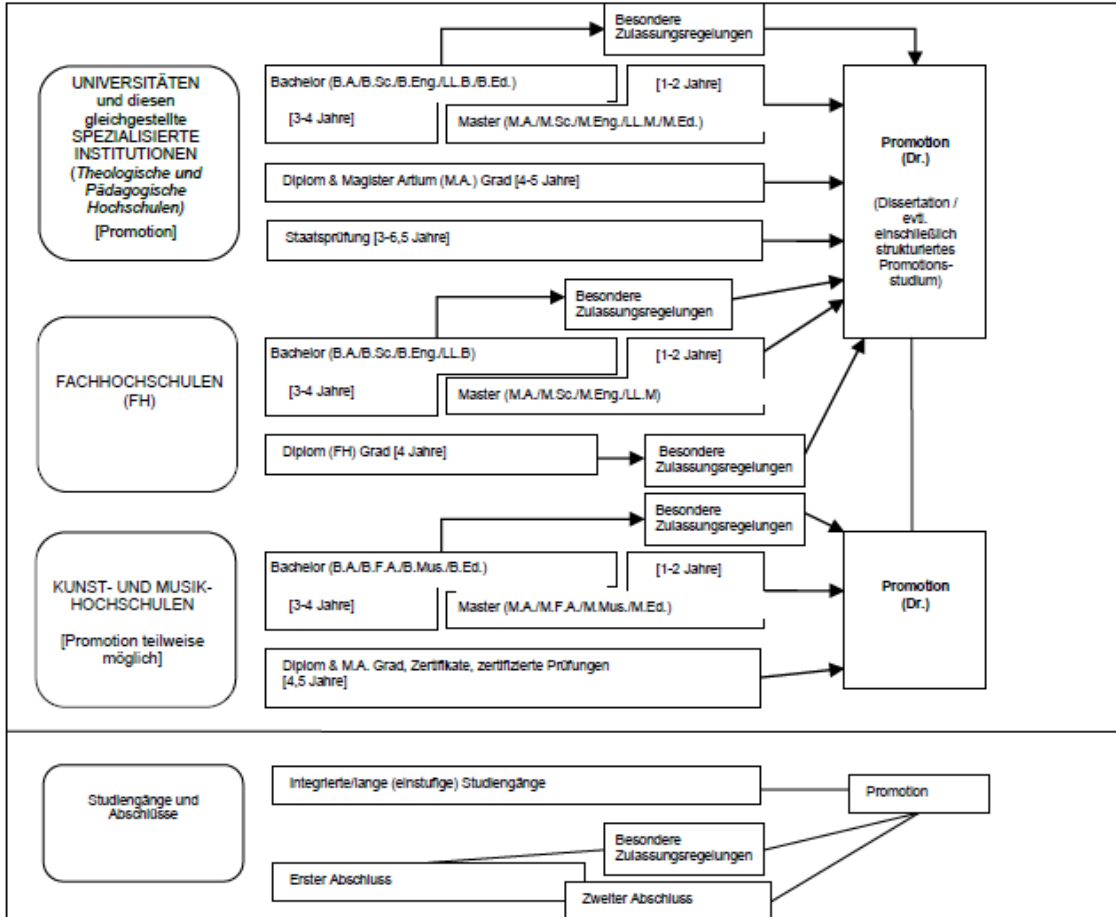 Besondere
Zulassungsregelungen
UNIVERSITÄTEN
und diesen
gleichgestellte
SPEZIALISIERTE
INSTITUTIONEN
(Theologische und
Pädagogische
Hochschulen)
[Promotion]
Bachelor (B.A./B.Sc./B.Eng./LL.B./B.Ed.)
[3-4 Jahre]
[1-2 Jahre]
Master (M.A./M.Sc./M.Eng./LL.M./M.Ed.)
Diplom & Magister Artium (M.A.) Grad [4-5 Jahre]
Staatsprüfung [3-6,5 Jahre]
Promotion
(Dr.)
(Dissertation /
evtl.
einschließlich
strukturiertes
Promotions-
studium)
Besondere
Zulassungsregelungen
FACHHOCHSCHULEN
(FH)
Bachelor (B.A./B.Sc./B.Eng./LL.B)
[3-4 Jahre]
[1-2 Jahre]
Master (M.A./M.Sc./M.Eng./LL.M)
Diplom (FH) Grad [4 Jahre]
Besondere
Zulassungsregelungen
Besondere
Zulassungsregelungen
KUNST- UND MUSIK-
HOCHSCHULEN
[Promotion teilweise
möglich]
Bachelor (B.A./B.F.A./B.Mus./B.Ed.)
[3-4 Jahre]
[1-2 Jahre]
Master (M.A./M.F.A./M.Mus./M.Ed.)
Diplom & M.A. Grad, Zertifikate, zertifizierte Prüfungen
[4,5 Jahre]
Promotion
(Dr.)
Studiengänge und
Abschlüsse
Integrierte/lange (einstufige) Studiengänge
Promotion
Besondere
Zulassungsregelungen
Erster Abschluss
Zweiter Abschluss